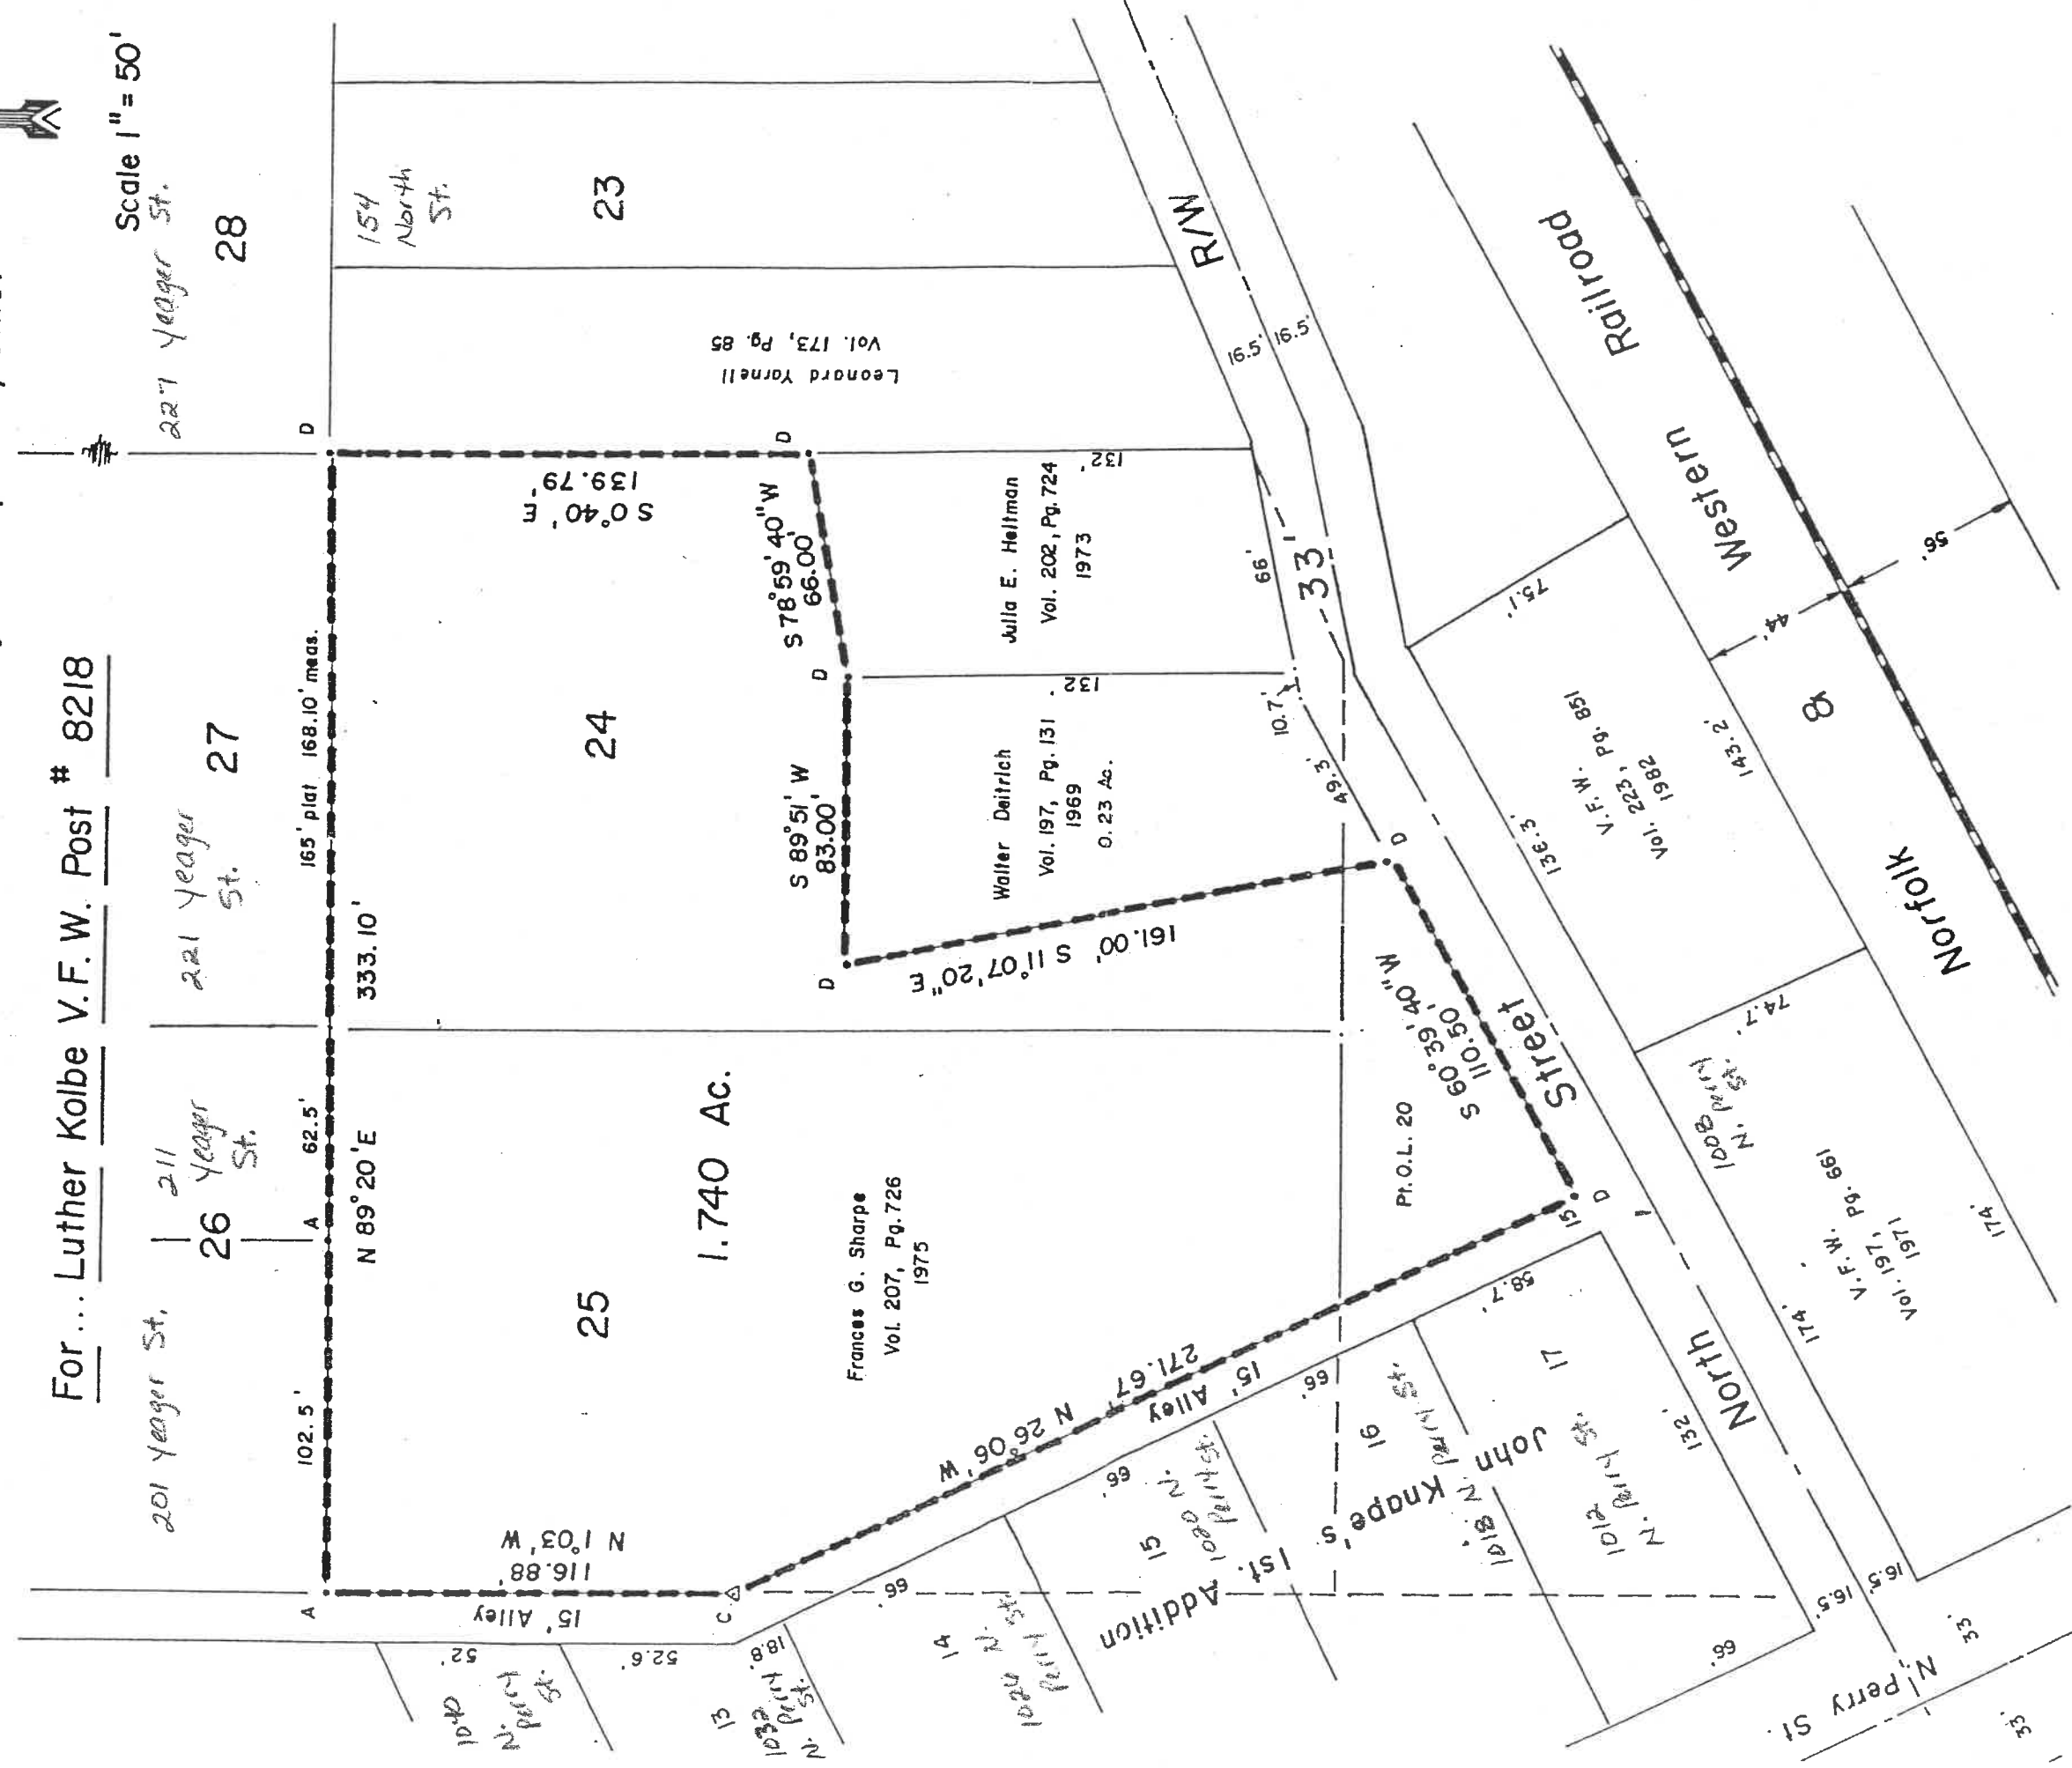 For... Luther Kolbe V.F.W. Post # 8218
Scale 1" = 50'
201 Yeager St.
26
211
Yeager
St.
221 Yeager
St.
27
227 Yeager St.
28
102.5'
A
62.5'
165' plat 168.10' meas.
D
A
N 89° 20' E
333.10'
154
North
St.
23
N 1° 03' W
116.88'
15' Alley
C
25
1.740 Ac.
Frances G. Sharpe
Vol. 207, Pg. 726
1975
24
S 0° 40' E
139.79'
D
S 78° 59' 40" W
66.00'
D
S 89° 51' W
83.00'
D
Leonard Yarnell
Vol. 173, Pg. 85
Julia E. Heitman
Vol. 202, Pg. 724
1973
132'
66'
Walter Deitrich
Vol. 197, Pg. 131
1969
0.23 Ac.
132'
10.7'
49.3'
D
S 11° 07' 20" E 161.00'
S 60° 39' 40" W
110.50'
Pt. O.L. 20
15'
D
N 26° 06' W 271.67'
15' Alley
R/W
16.5'
16.5'
33'
North
Street
52'
52.6'
18.8'
66'
66'
66'
58.7'
132'
66'
1040
N. Perry
St.
13
1032
N. Perry
St.
14
1026 N.
Perry St.
15
1020 N.
Perry St.
16
1018 N. Perry St.
17
1012
N. Perry St.
John Knape's 1st. Addition
16.5'
16.5'
33'
33'
N. Perry St.
174'
174'
V.F.W.
Vol. 197, Pg. 661
1971
1008
N. Perry
St.
74.7'
136.3'
V.F.W.
Vol. 223, Pg. 851
1982
143.2'
75.1'
44'
56'
Norfolk & Western Railroad